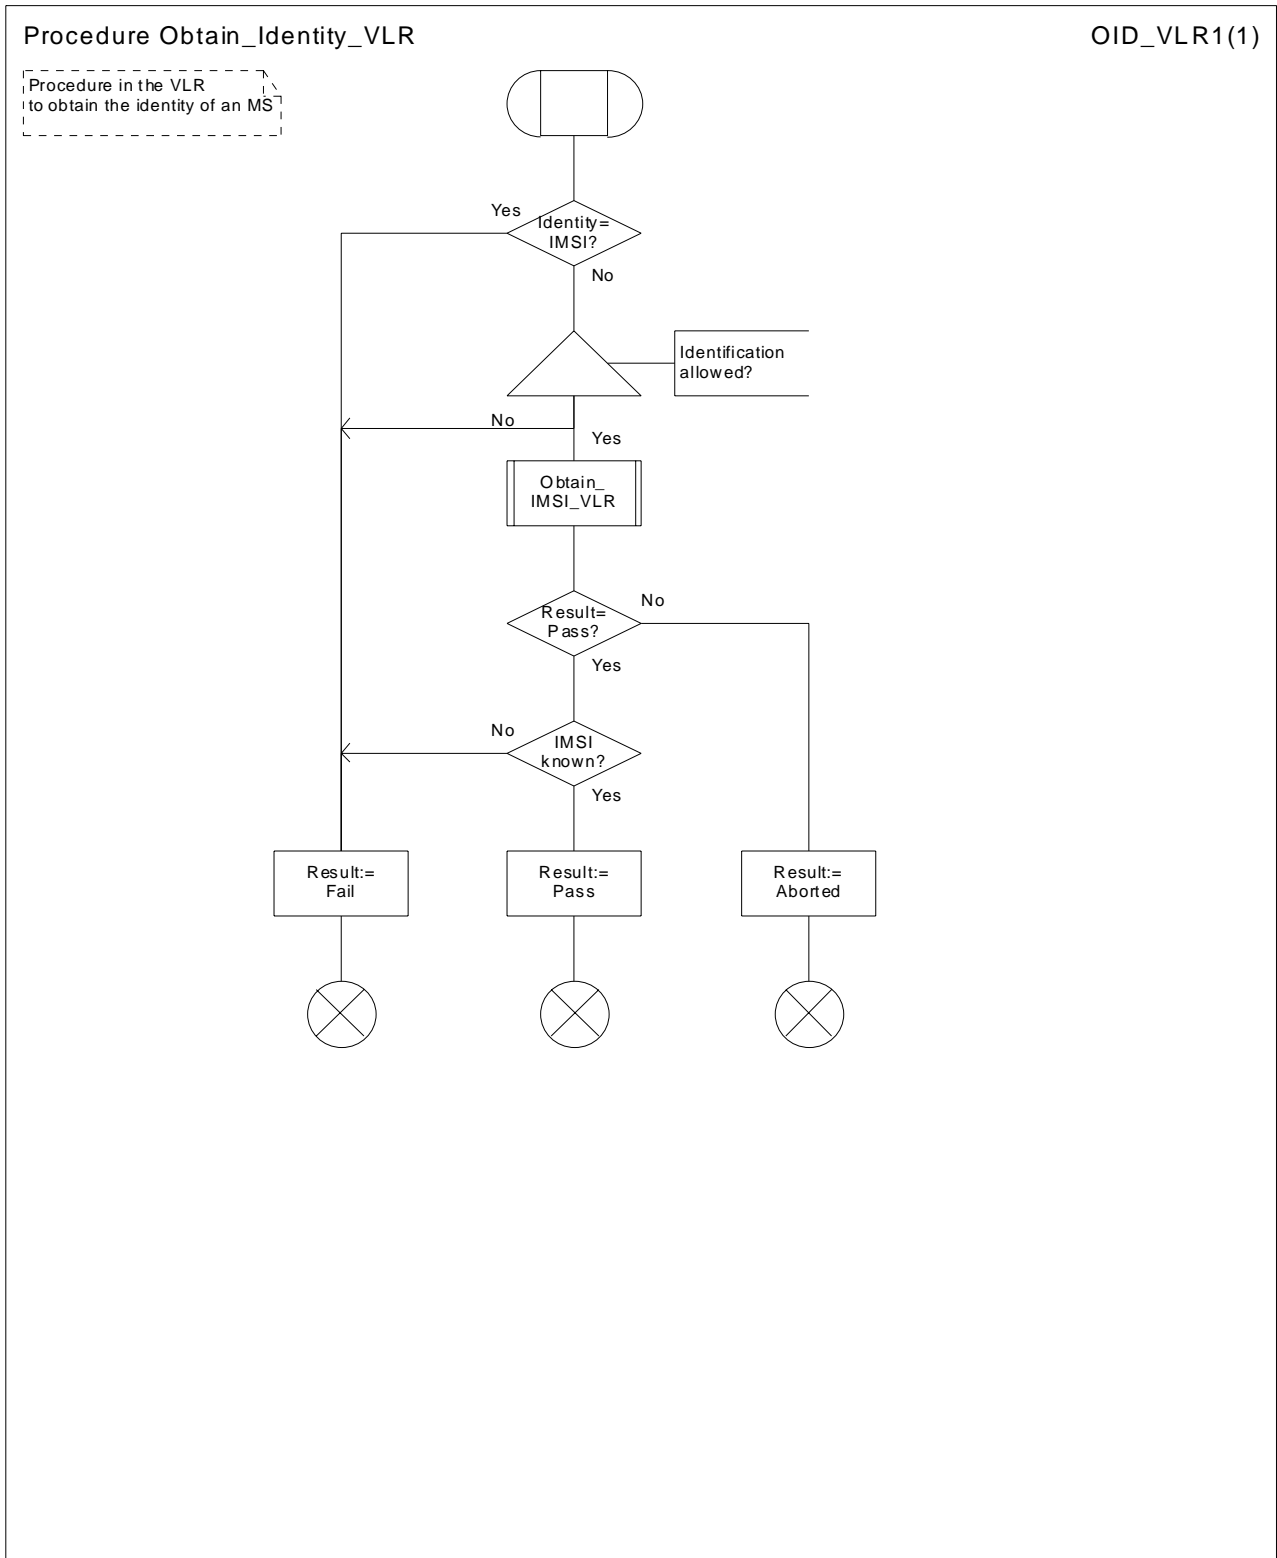 Procedure Obtain_Identity_VLR
OID_VLR1(1)
Procedure in the VLR
to obtain the identity of an MS
Yes
Identity=
IMSI?
No
Identification
allowed?
No
Yes
Obtain_
IMSI_VLR
No
Result=
Pass?
Yes
No
IMSI
known?
Yes
Result:=
Fail
Result:=
Pass
Result:=
Aborted